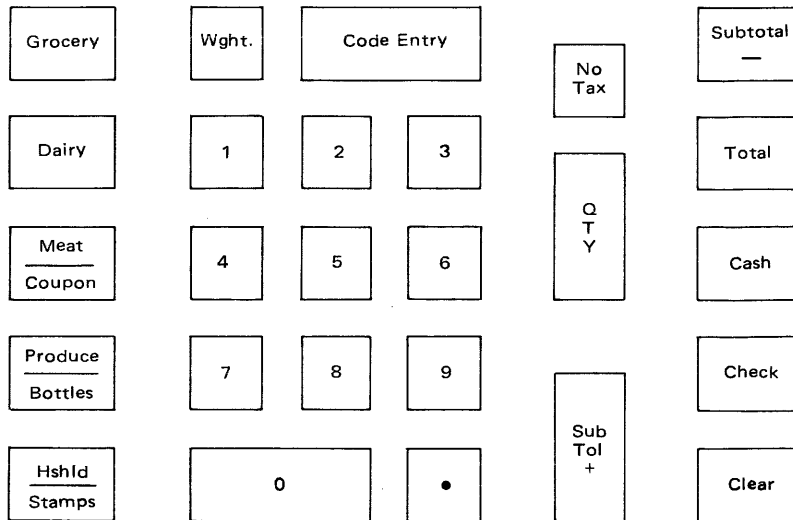 Grocery
Wght.
Code Entry
Subtotal
—
No
Tax
Dairy
1
2
3
Total
Q
T
Y
Meat
Coupon
4
5
6
Cash
Produce
Bottles
7
8
9
Check
Sub
Tol
+
Hshld
Stamps
0
•
Clear